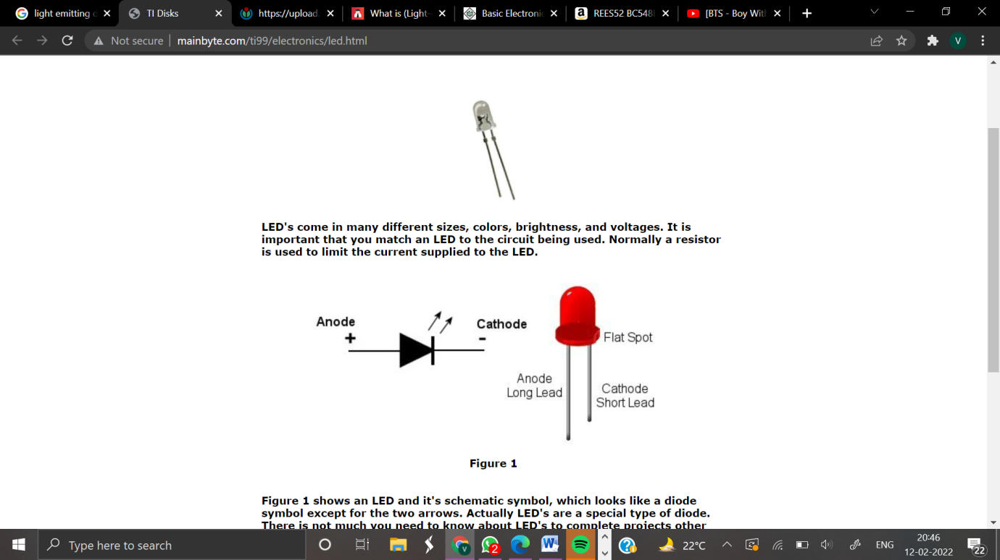 light emitting d
TI Disks
https://upload.
What is (Light-
Basic Electronic
REES52 BC548
[BTS - Boy With
Not secure
mainbyte.com/ti99/electronics/led.html
V
LED's come in many different sizes, colors, brightness, and voltages. It is
important that you match an LED to the circuit being used. Normally a resistor
is used to limit the current supplied to the LED.
Anode
+
Cathode
-
Flat Spot
Anode
Long Lead
Cathode
Short Lead
Figure 1
Figure 1 shows an LED and it's schematic symbol, which looks like a diode
symbol except for the two arrows. Actually LED's are a special type of diode.
There is not much you need to know about LED's to complete projects other
Type here to search
2
22°C
ENG
20:46
12-02-2022
22